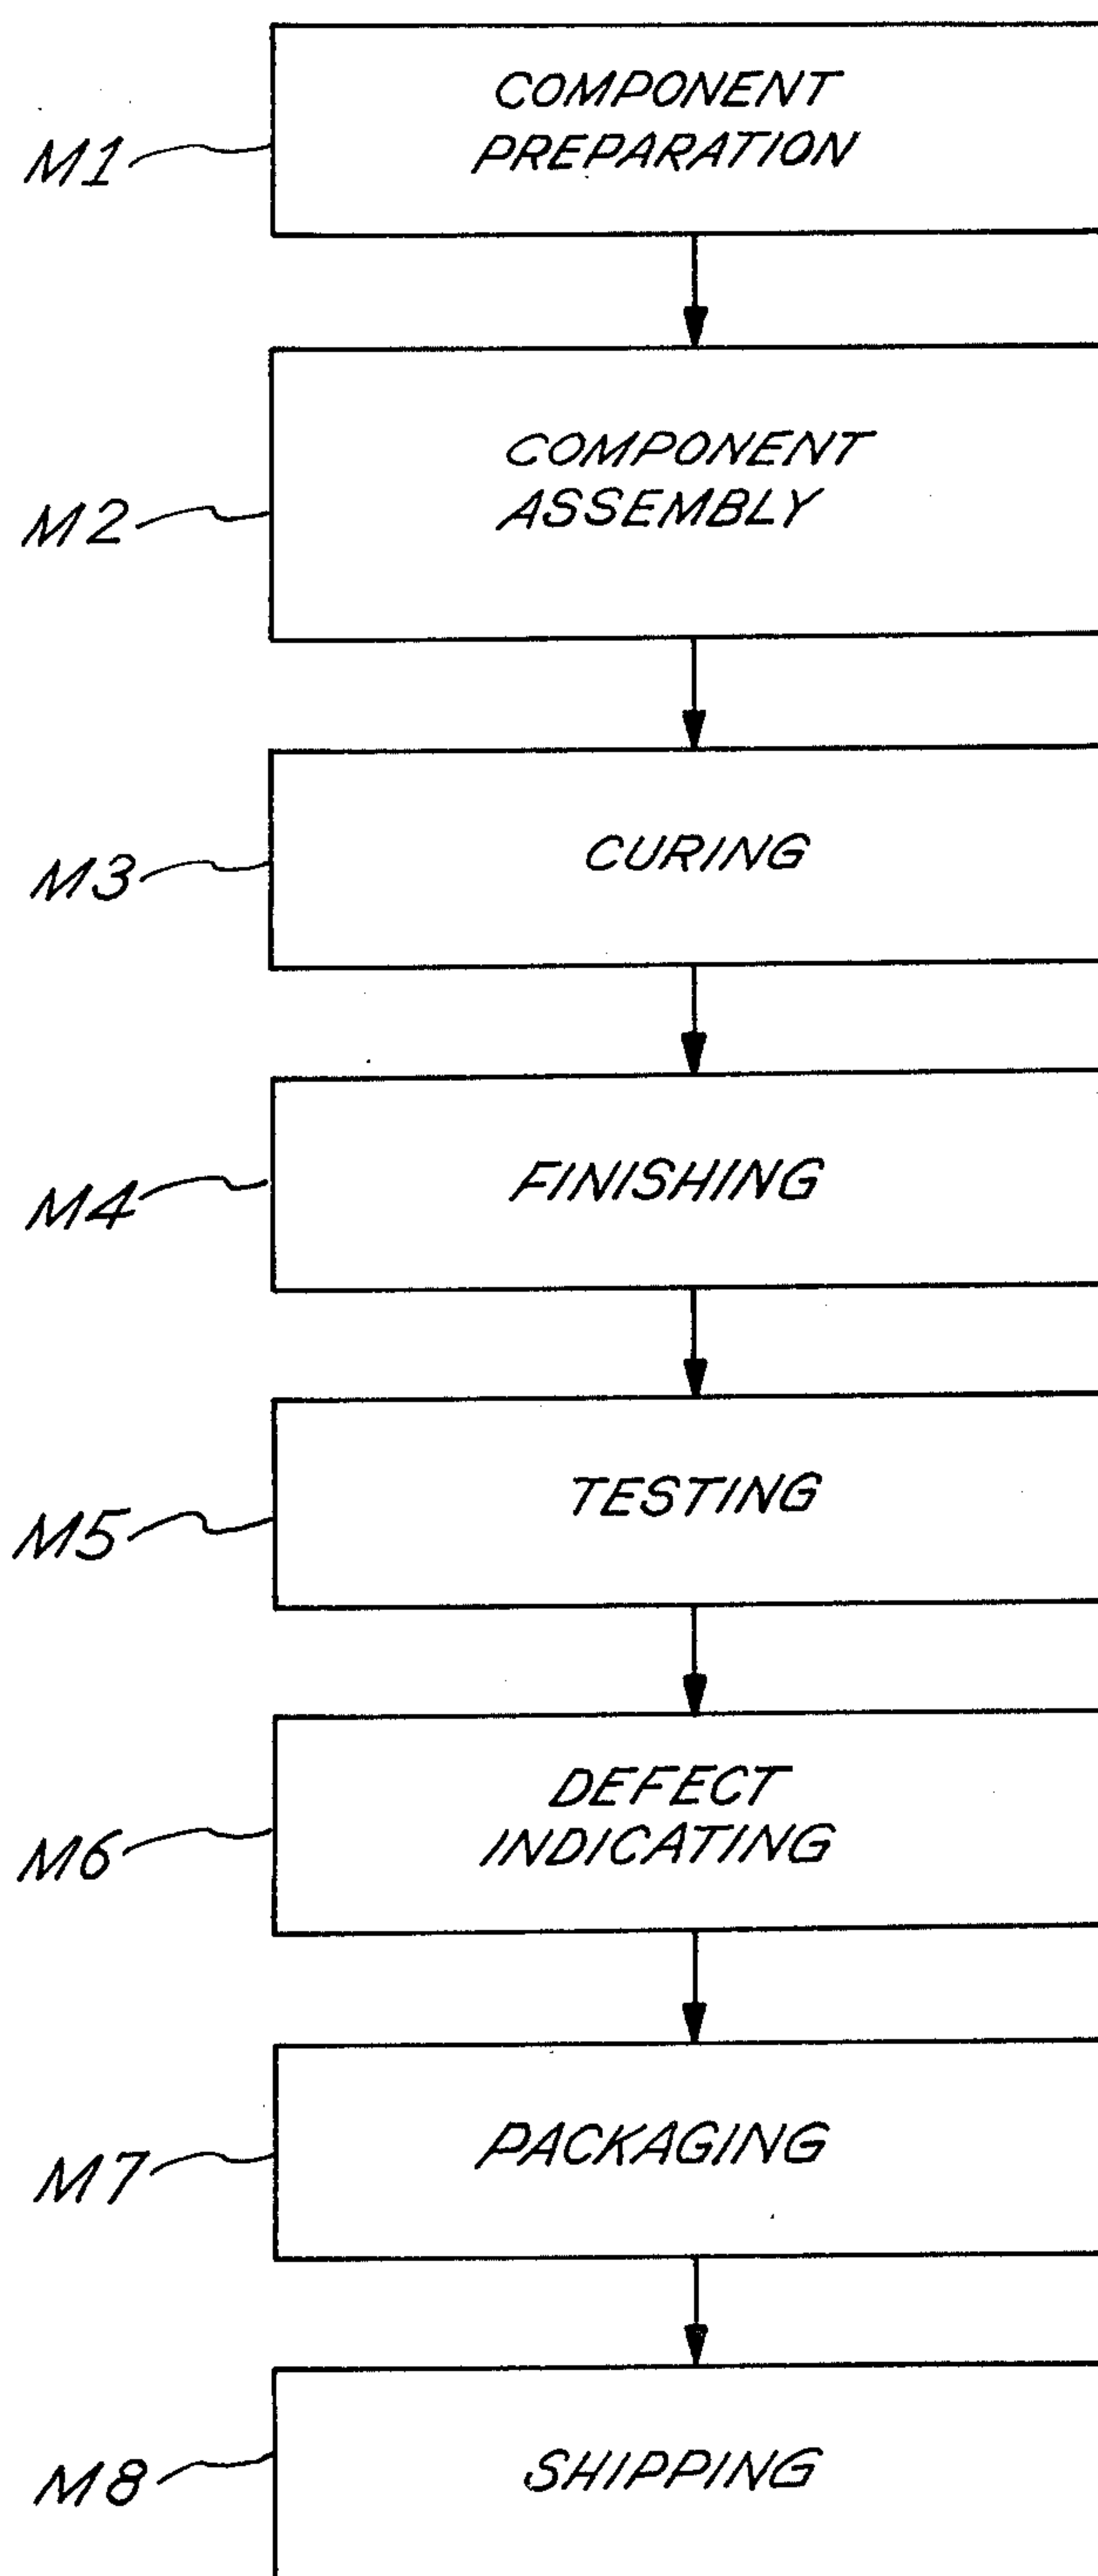 COMPONENT
PREPARATION
M1
COMPONENT
ASSEMBLY
M2
CURING
M3
FINISHING
M4
TESTING
M5
DEFECT
INDICATING
M6
PACKAGING
M7
SHIPPING
M8